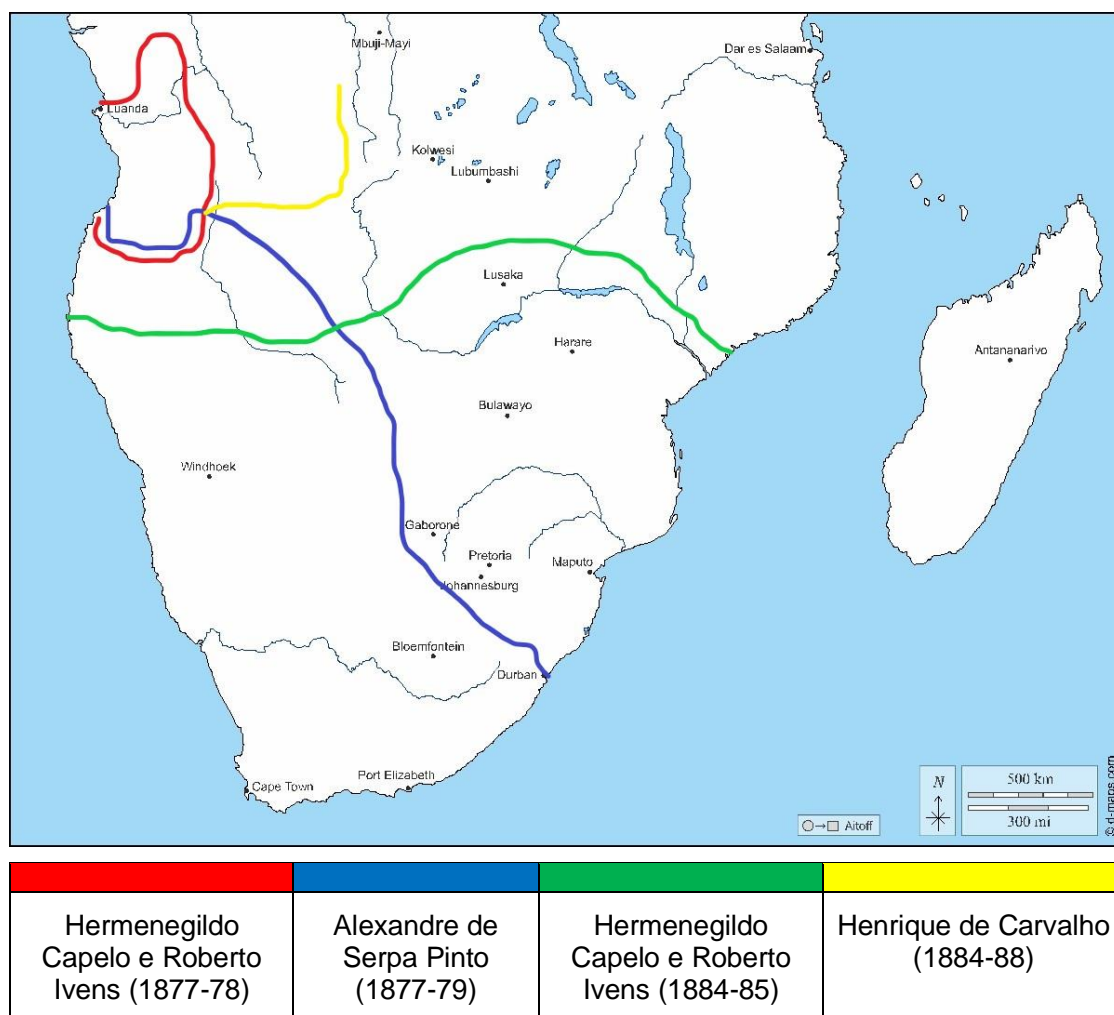 Mbuji-Mayi
Dar es Salaam
Luanda
Kolwesi
Lubumbashi
Lusaka
Harare
Antananarivo
Bulawayo
Windhoek
Gaborone
Pretoria
Maputo
Johannesburg
Bloemfontein
Durban
Port Elizabeth
Cape Town
N
500 km
300 mi
Aitoff
© d-maps.com
Hermenegildo
Capelo e Roberto
Ivens (1877-78)
Alexandre de
Serpa Pinto
(1877-79)
Hermenegildo
Capelo e Roberto
Ivens (1884-85)
Henrique de Carvalho
(1884-88)